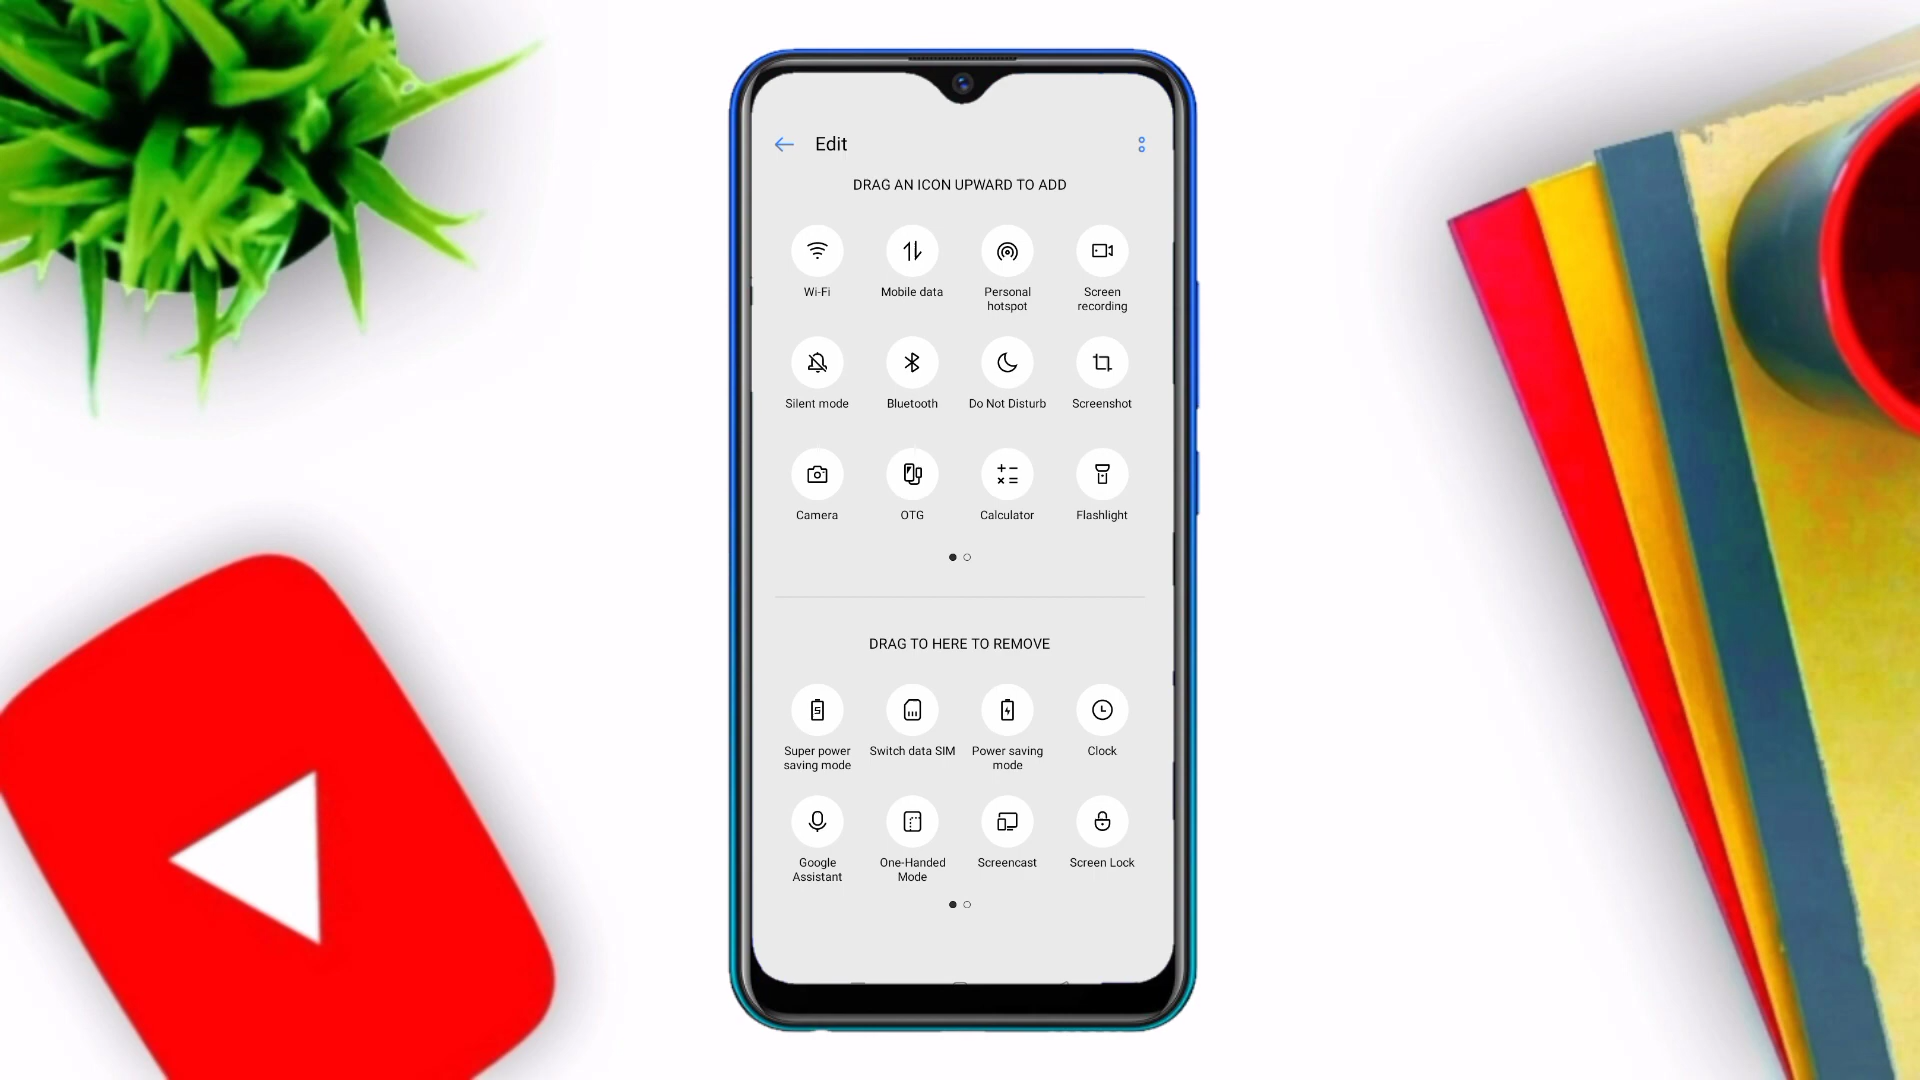 Edit
DRAG AN ICON UPWARD TO ADD
Wi-Fi
Mobile data
Personal
hotspot
Screen
recording
Silent mode
Bluetooth
Do Not Disturb
Screenshot
Camera
OTG
Calculator
Flashlight
DRAG TO HERE TO REMOVE
Super power
saving mode
Switch data SIM
Power saving
mode
Clock
Google
Assistant
One-Handed
Mode
Screencast
Screen Lock